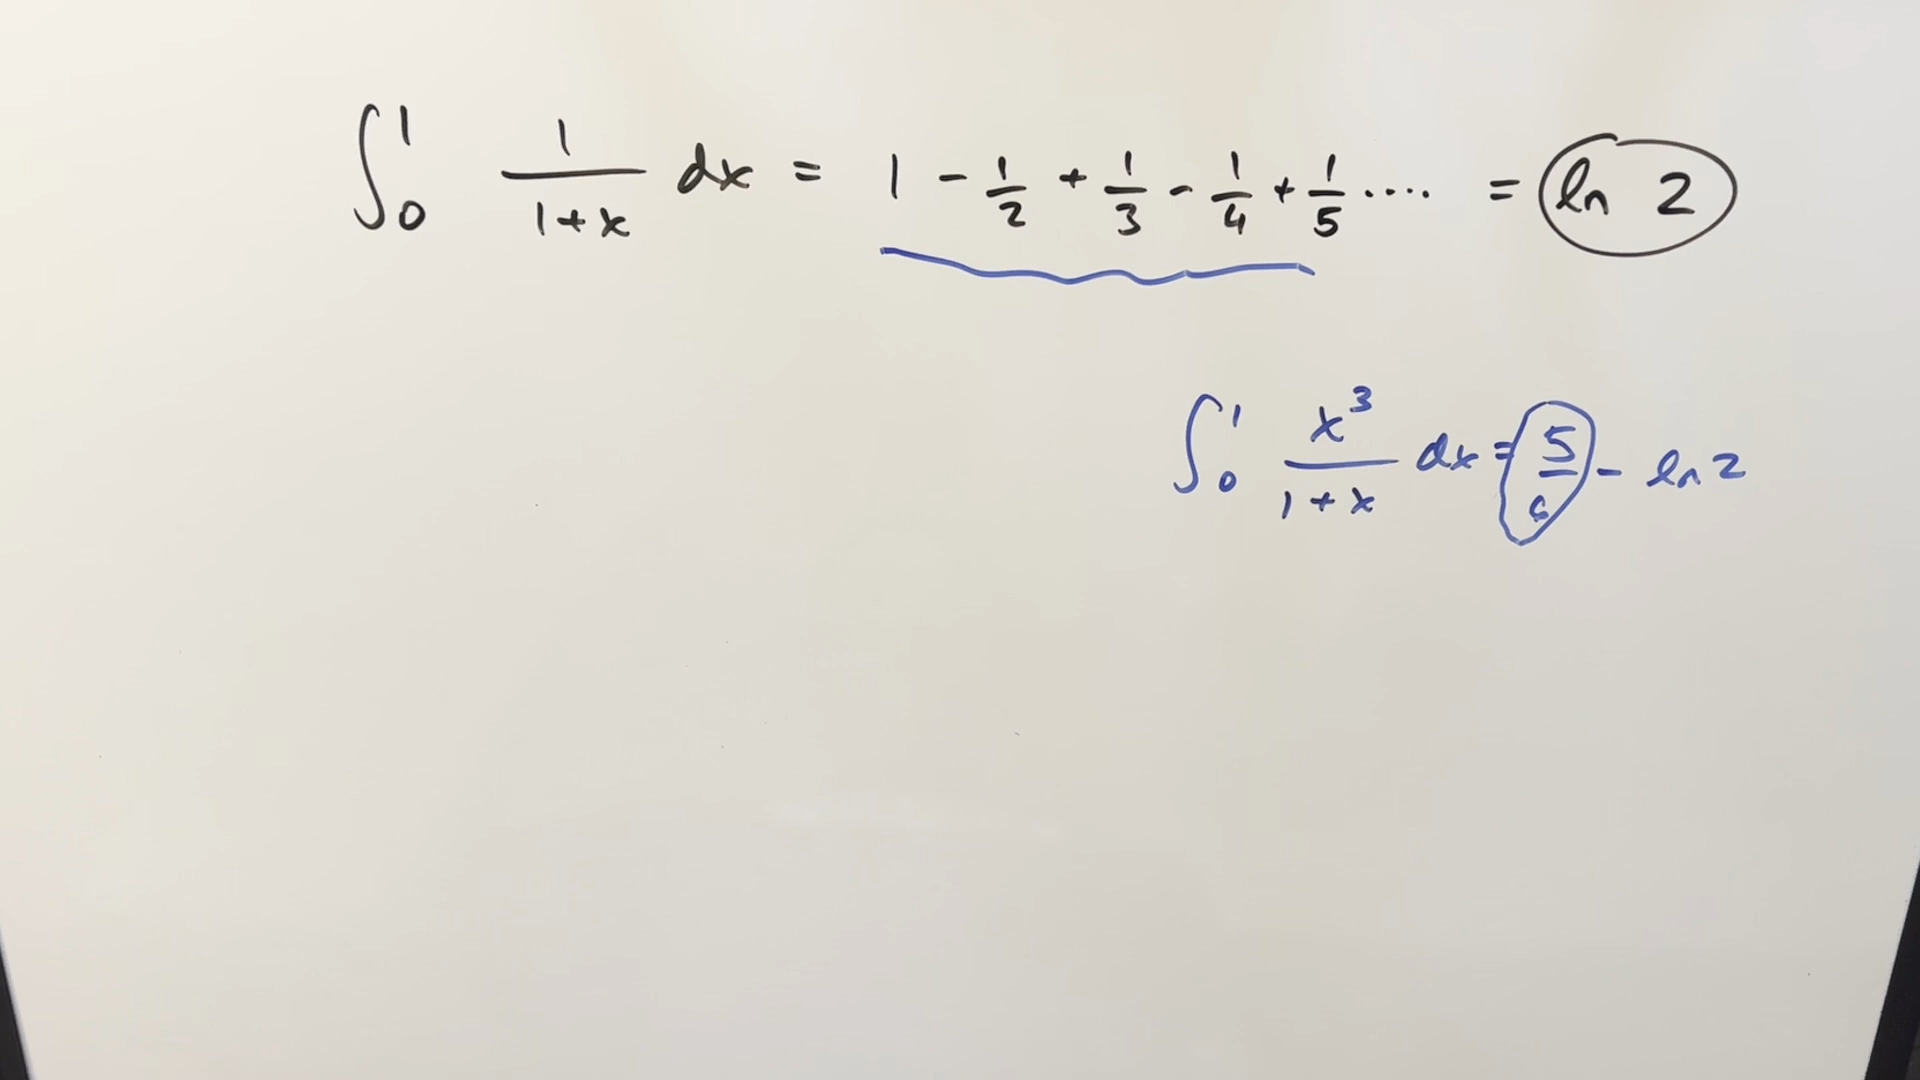 ∫₀¹ 1/(1+x) dx = 1 - 1/2 + 1/3 - 1/4 + 1/5 .... = ln 2
∫₀¹ x³/(1+x) dx = 5/6 - ln 2